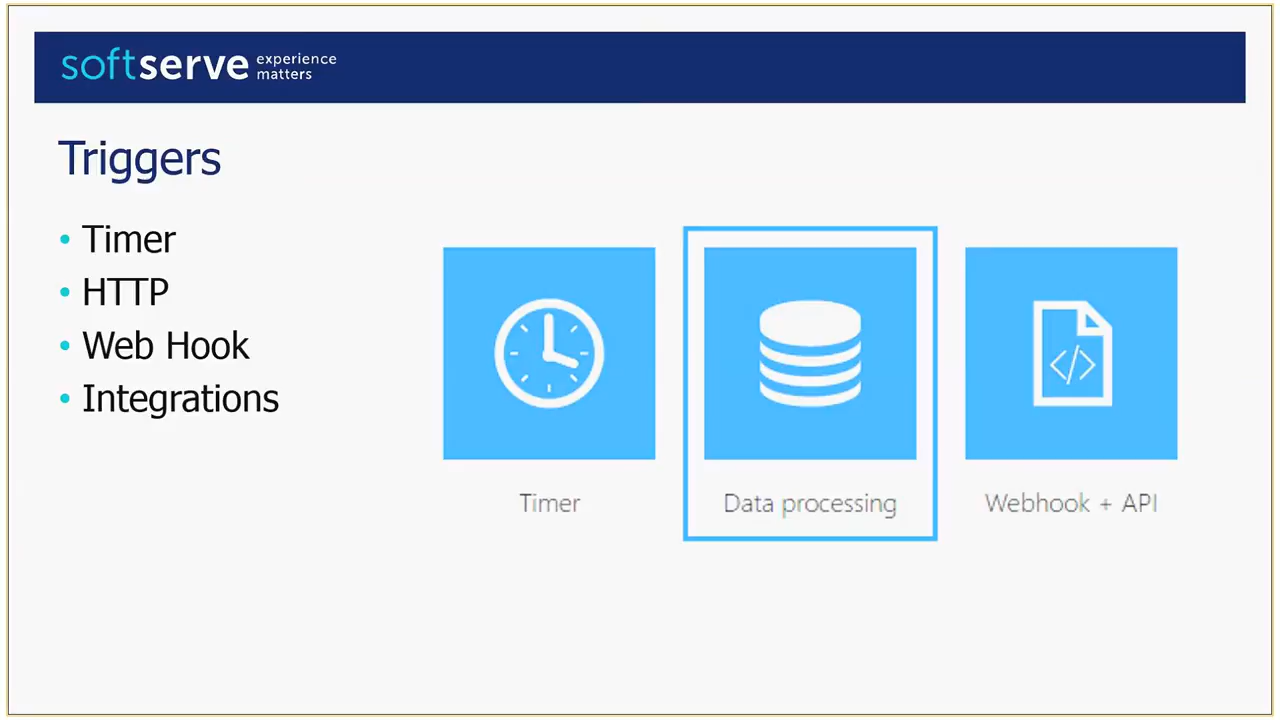 softserve experience matters
Triggers
• Timer
• HTTP
• Web Hook
• Integrations
</>
Timer
Data processing
Webhook + API